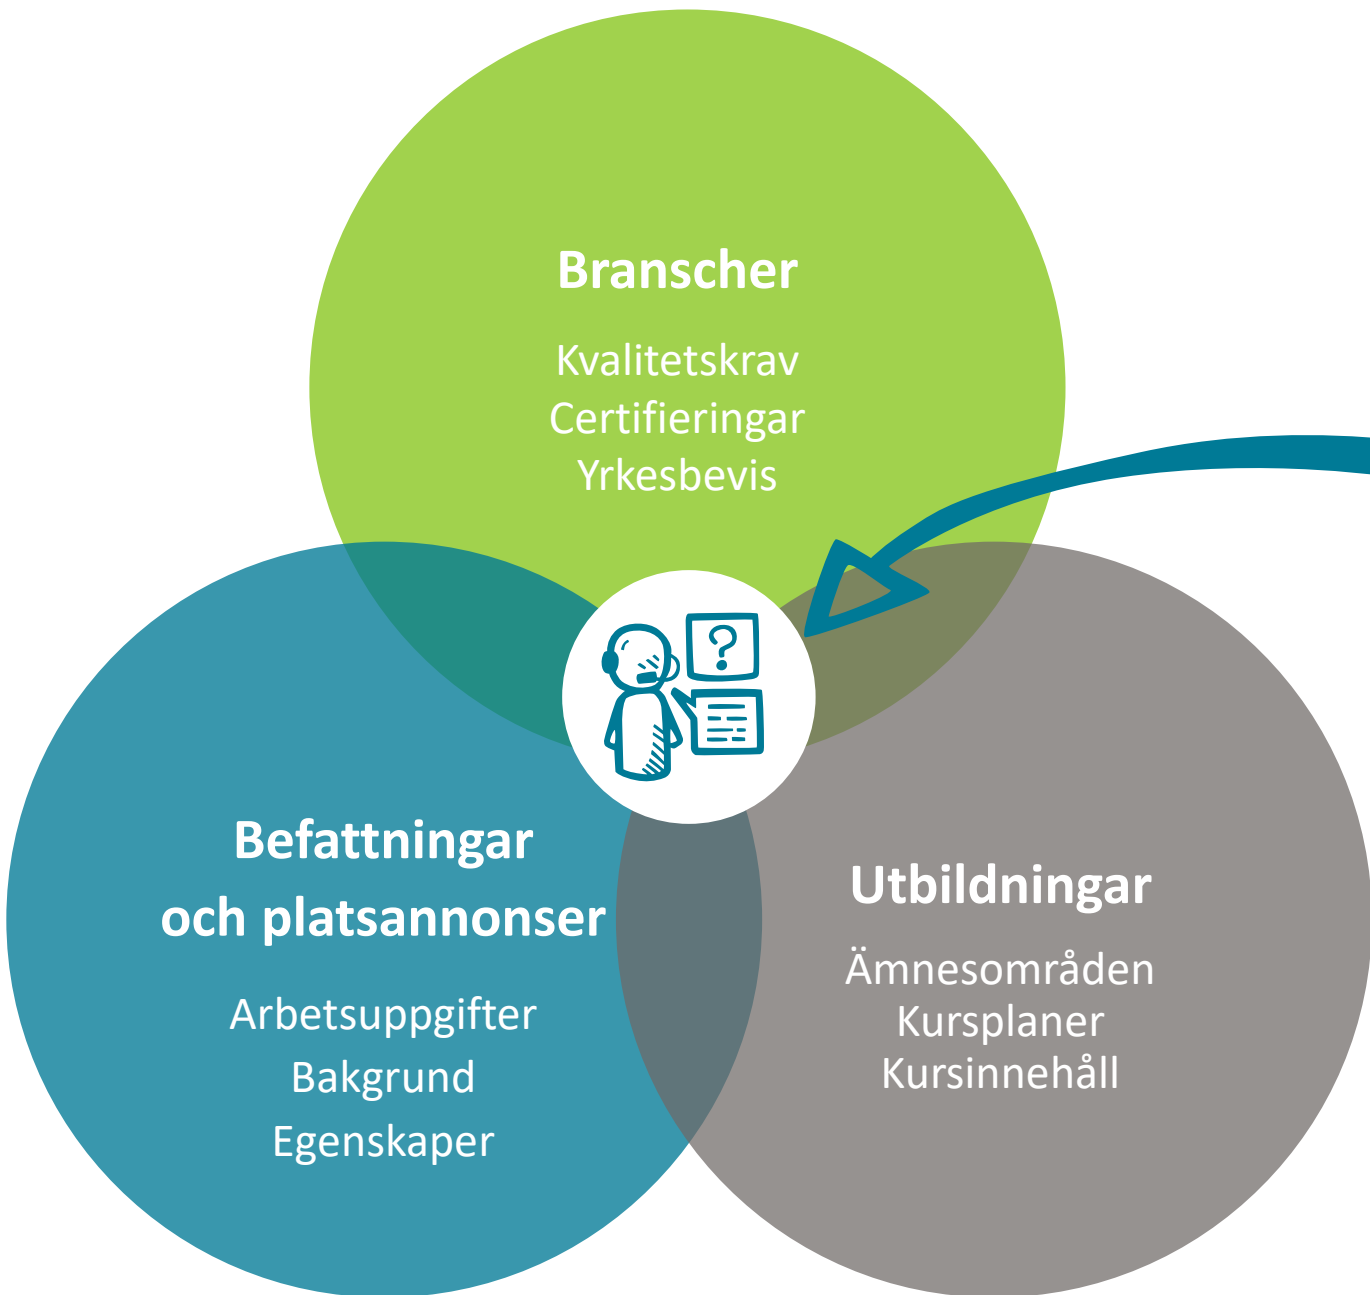 Branscher
Kvalitetskrav
Certifieringar
Yrkesbevis
?
Befattningar
och platsannonser
Arbetsuppgifter
Bakgrund
Egenskaper
Utbildningar
Ämnesområden
Kursplaner
Kursinnehåll